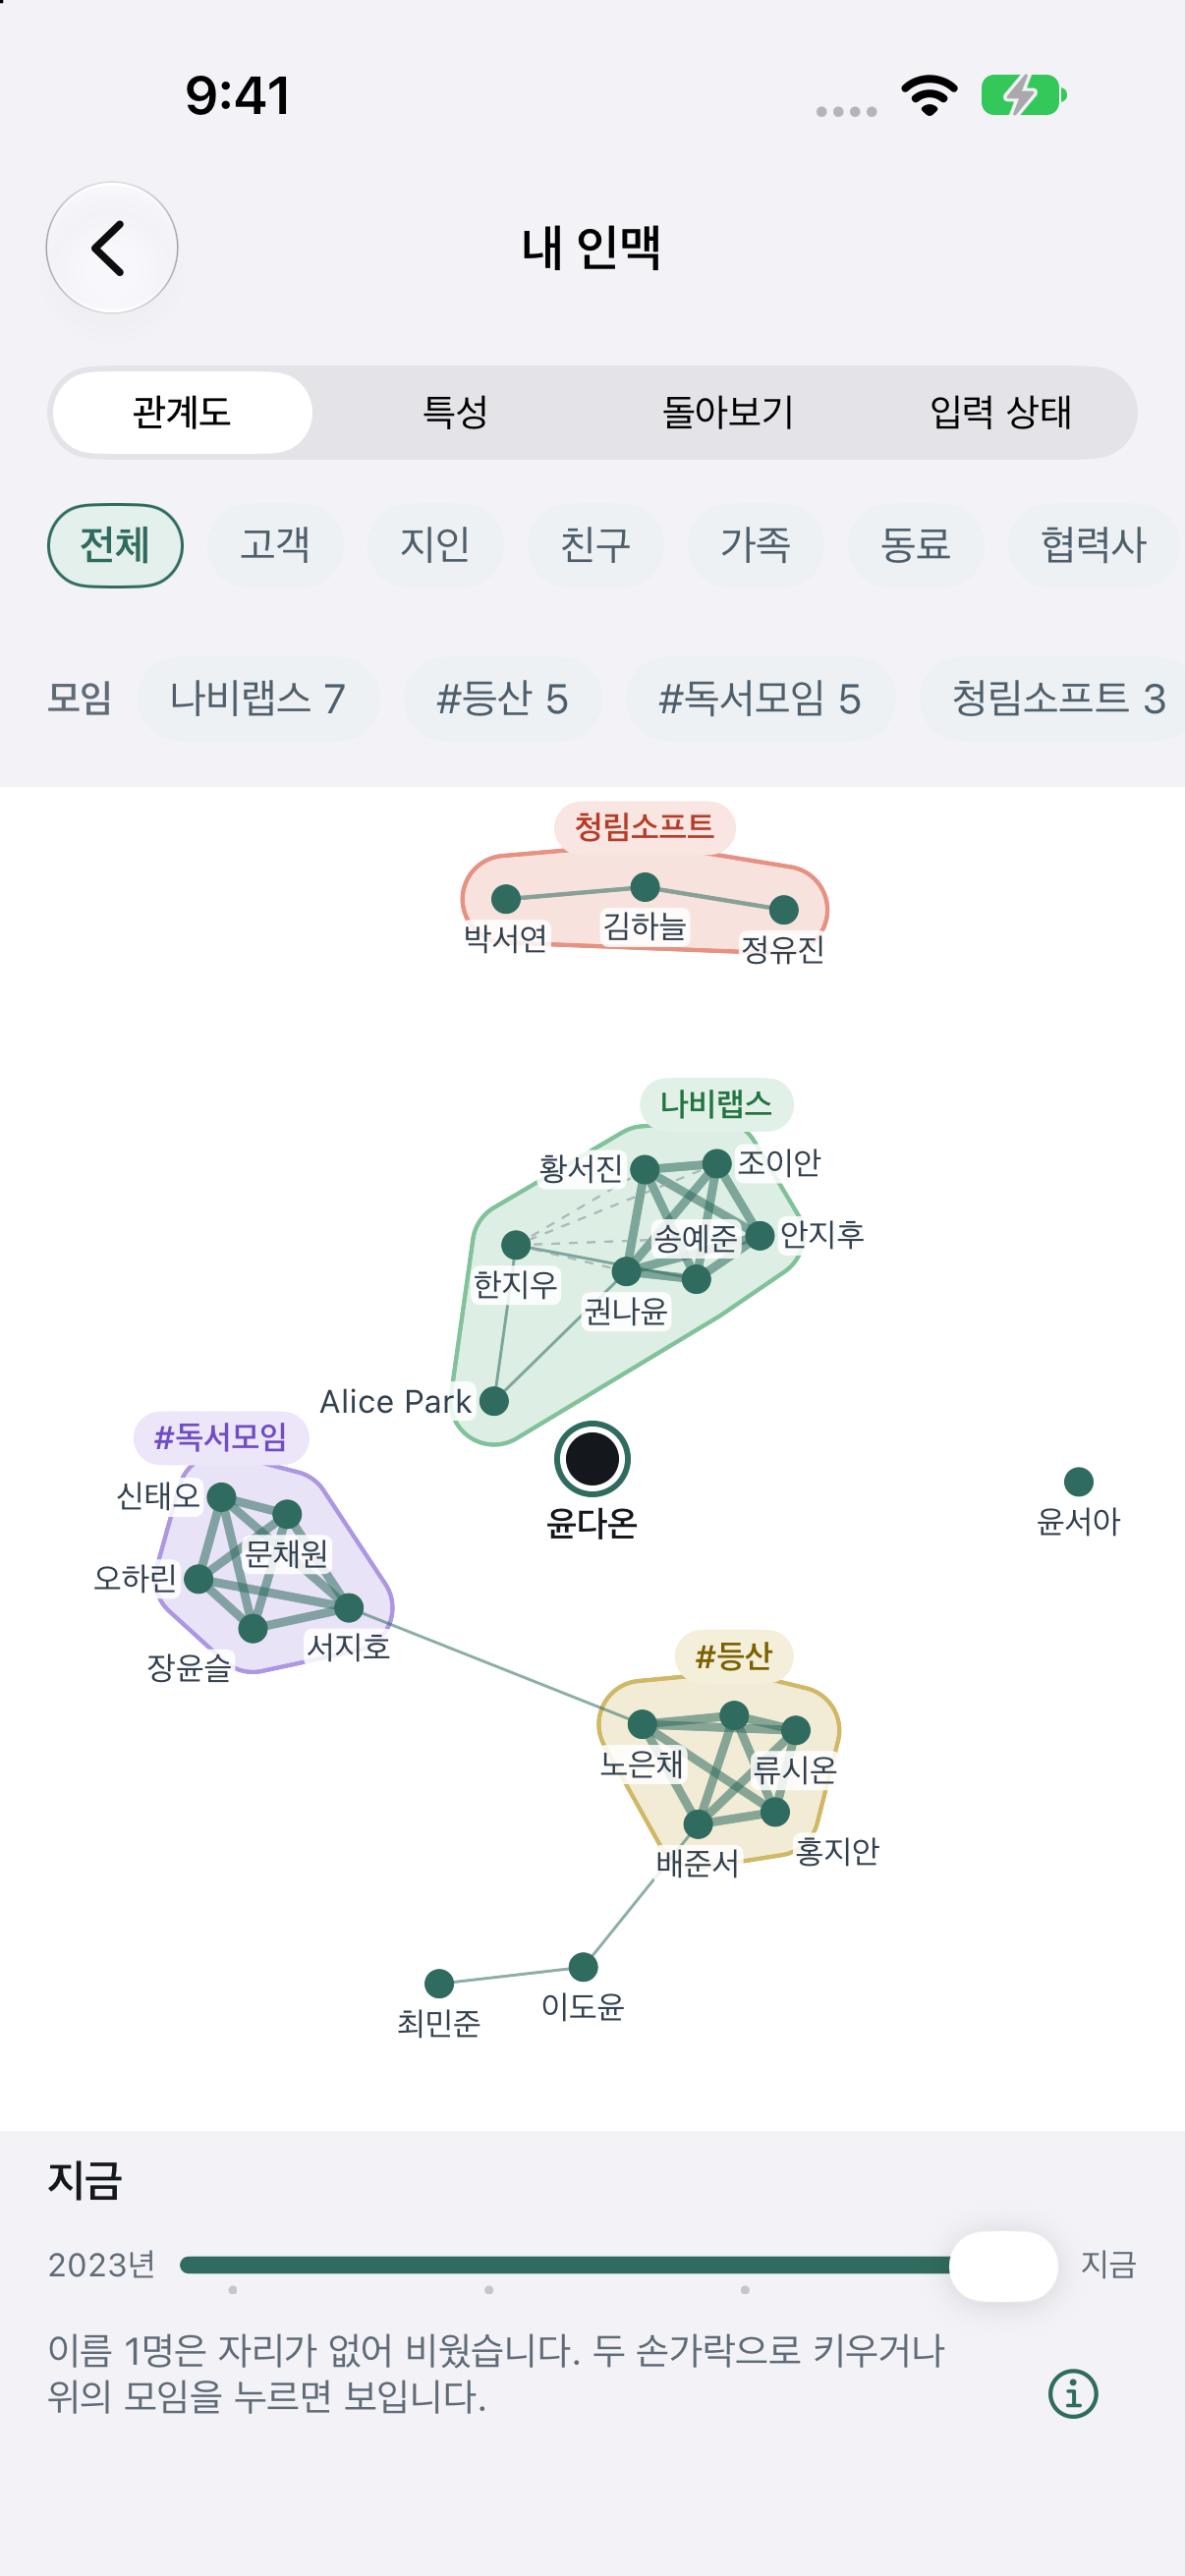 9:41
내 인맥
관계도 특성 돌아보기 입력 상태
전체 고객 지인 친구 가족 동료 협력사
모임 나비랩스 7 #등산 5 #독서모임 5 청림소프트 3
청림소프트
박서연 김하늘 정유진
나비랩스
황서진 조이안
송예준 안지후
한지우 권나윤
Alice Park
#독서모임
신태오
윤다온 윤서아
문채원
오하린
서지호
장윤슬
#등산
노은채 류시온
배준서 홍지안
이도윤
최민준
지금
2023년 지금
이름 1명은 자리가 없어 비웠습니다. 두 손가락으로 키우거나
위의 모임을 누르면 보입니다.